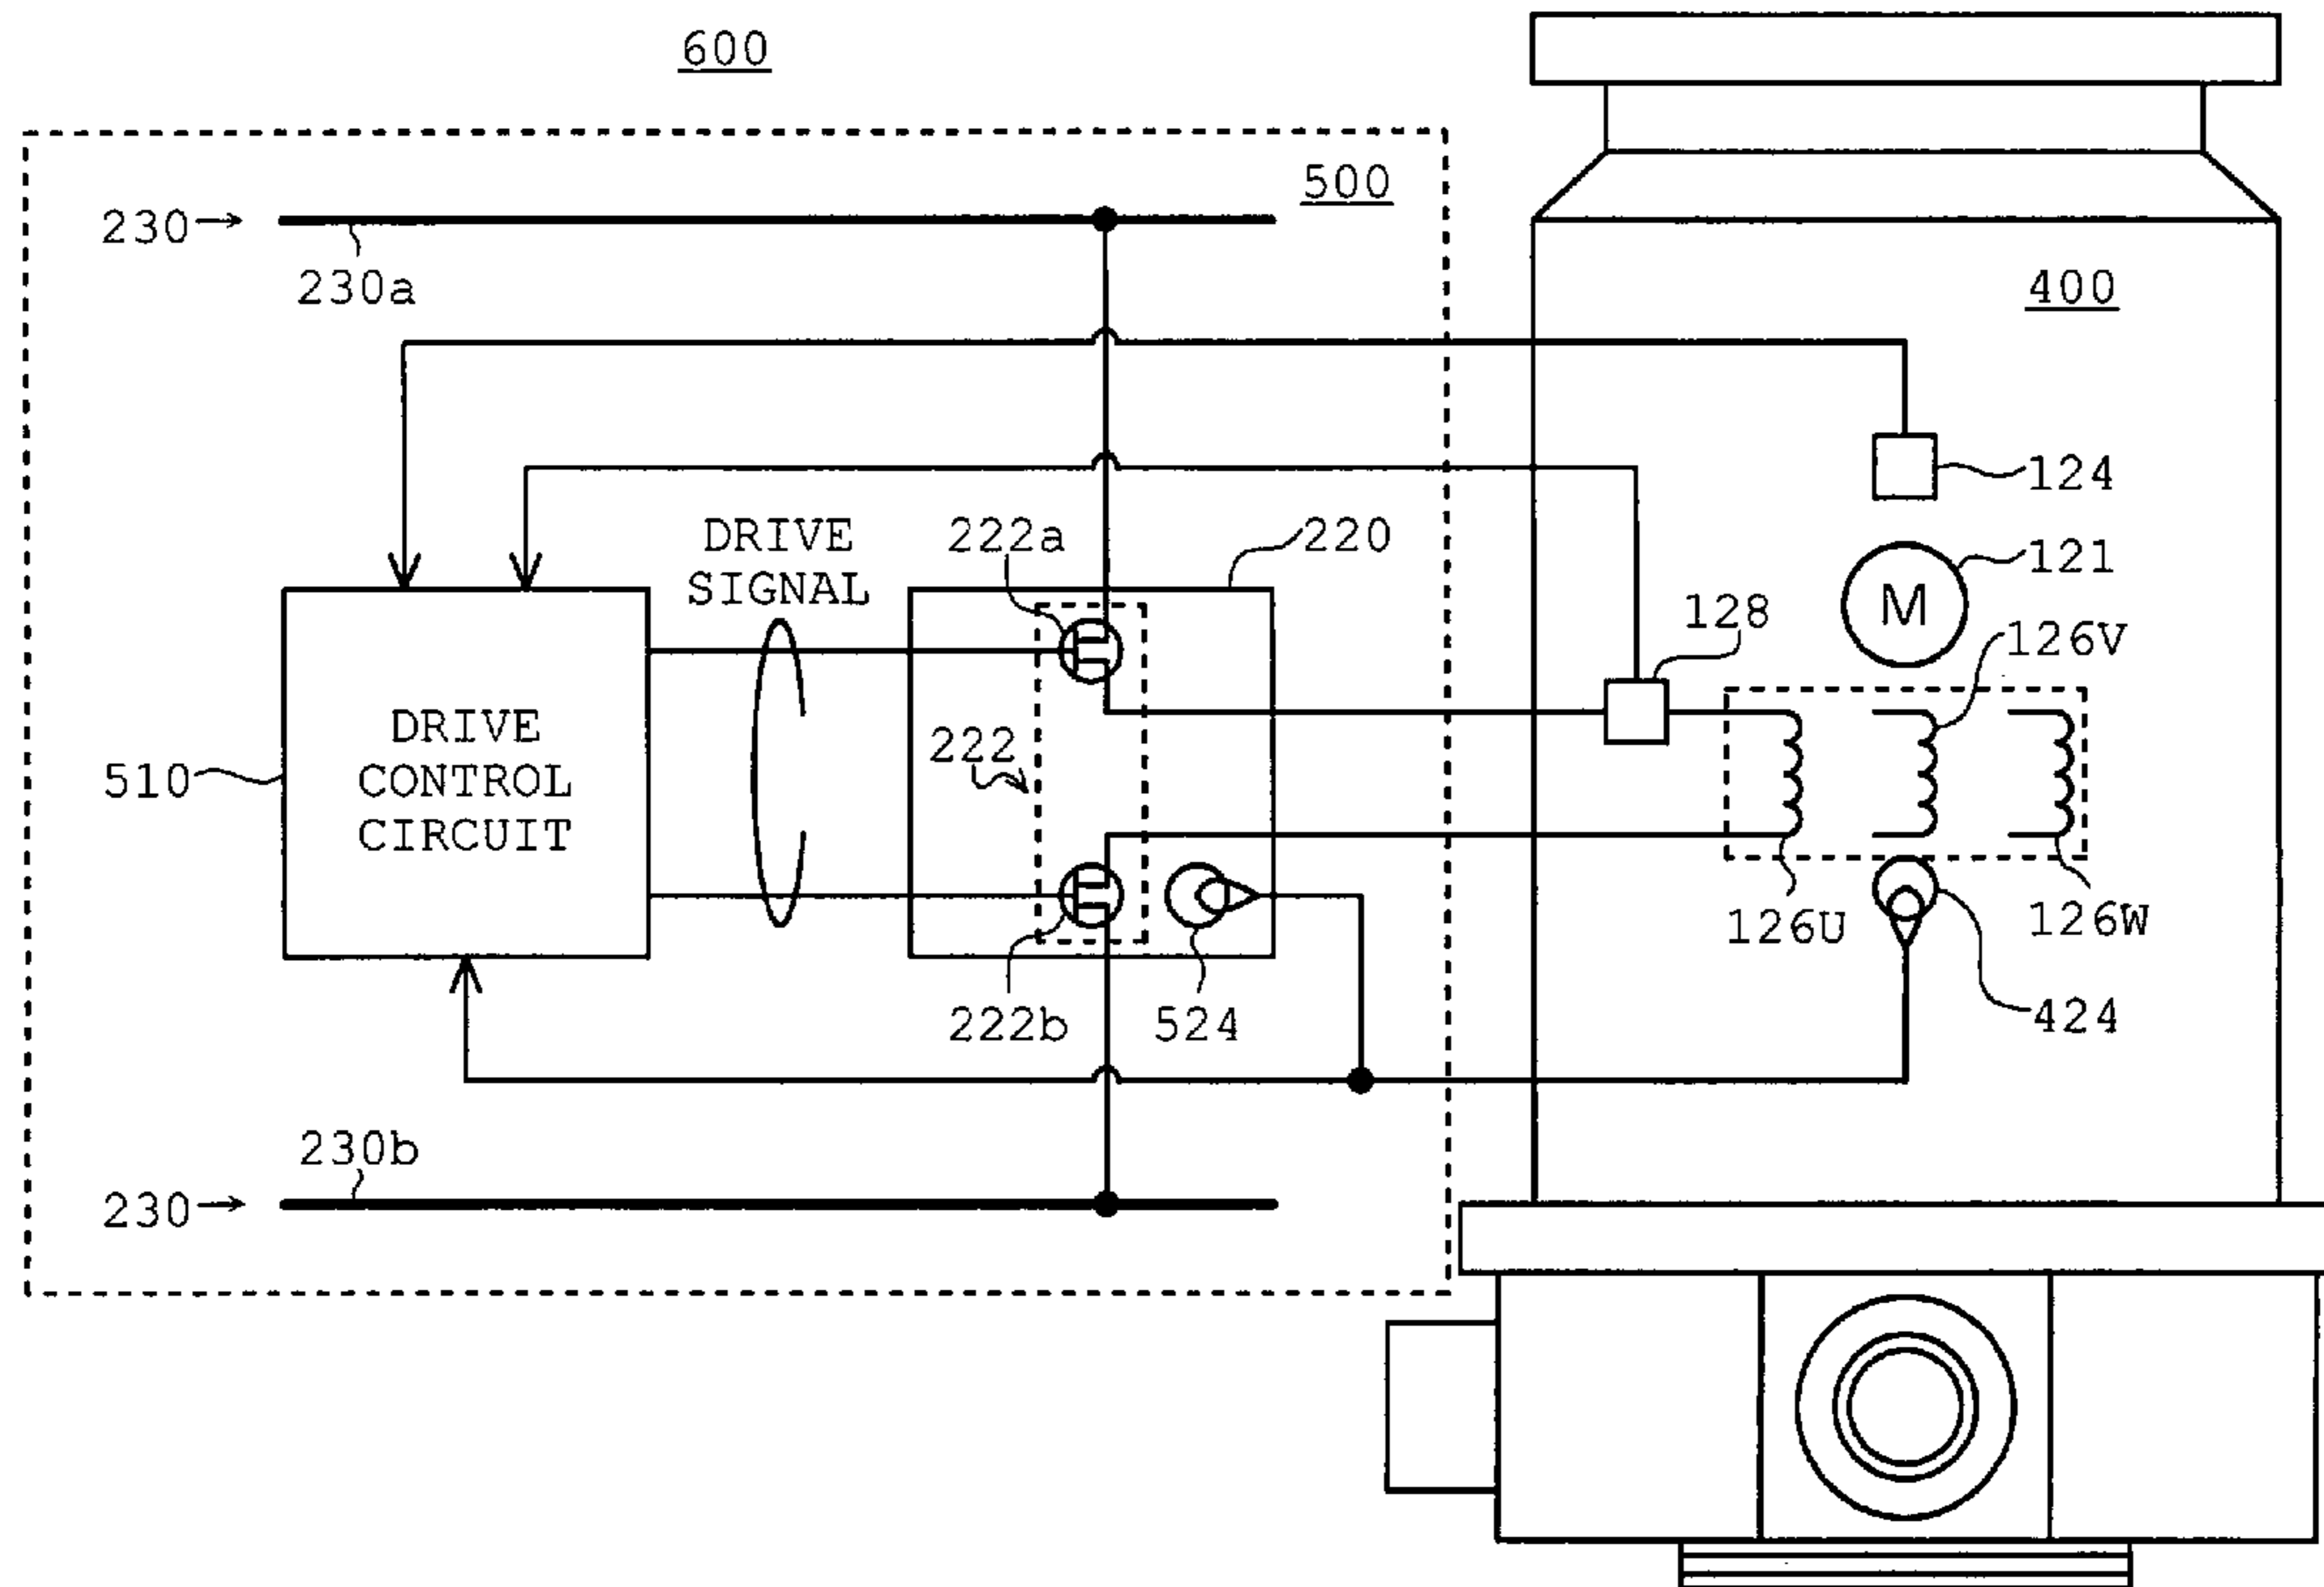 600
500
230
230a
400
124
DRIVE
SIGNAL
222a
220
121
M
128
126V
DRIVE
CONTROL
CIRCUIT
510
222
126U
126W
222b
524
424
230b
230